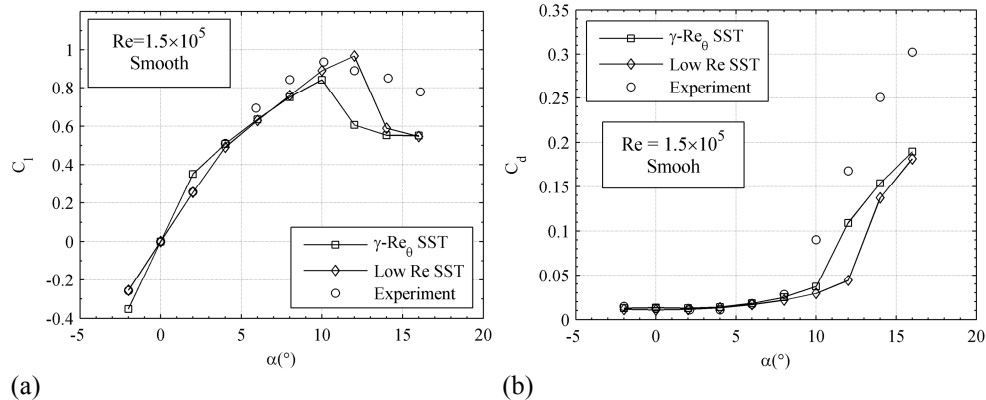 Re=1.5×10⁵
Smooth
1
0.8
0.6
0.4
0.2
0
-0.2
-0.4
C_l
γ-Re_θ SST
Low Re SST
Experiment
-5 0 5 10 15 20
α(°)
(a)
0.35
0.3
0.25
0.2
0.15
0.1
0.05
0
C_d
γ-Re_θ SST
Low Re SST
Experiment
Re = 1.5×10⁵
Smooh
-5 0 5 10 15 20
α(°)
(b)